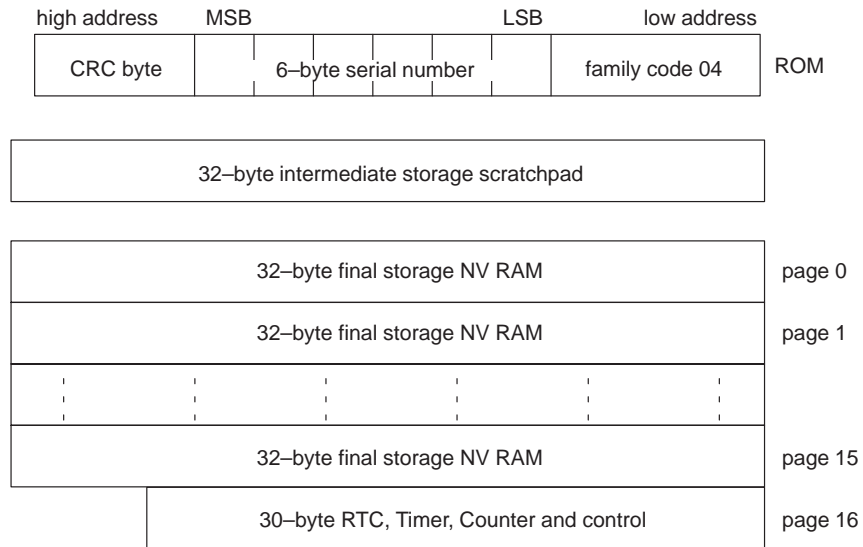 high address MSB LSB low address
CRC byte 6–byte serial number family code 04 ROM
32–byte intermediate storage scratchpad
32–byte final storage NV RAM page 0
32–byte final storage NV RAM page 1
32–byte final storage NV RAM page 15
30–byte RTC, Timer, Counter and control page 16